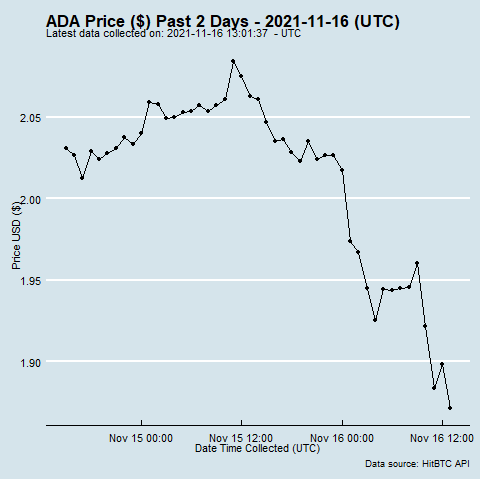 ADA Price ($) Past 2 Days - 2021-11-16 (UTC)
Latest data collected on: 2021-11-16 13:01:37  - UTC
Price USD ($)
2.05
2.00
1.95
1.90
Nov 15 00:00
Nov 15 12:00
Nov 16 00:00
Nov 16 12:00
Date Time Collected (UTC)
Data source: HitBTC API